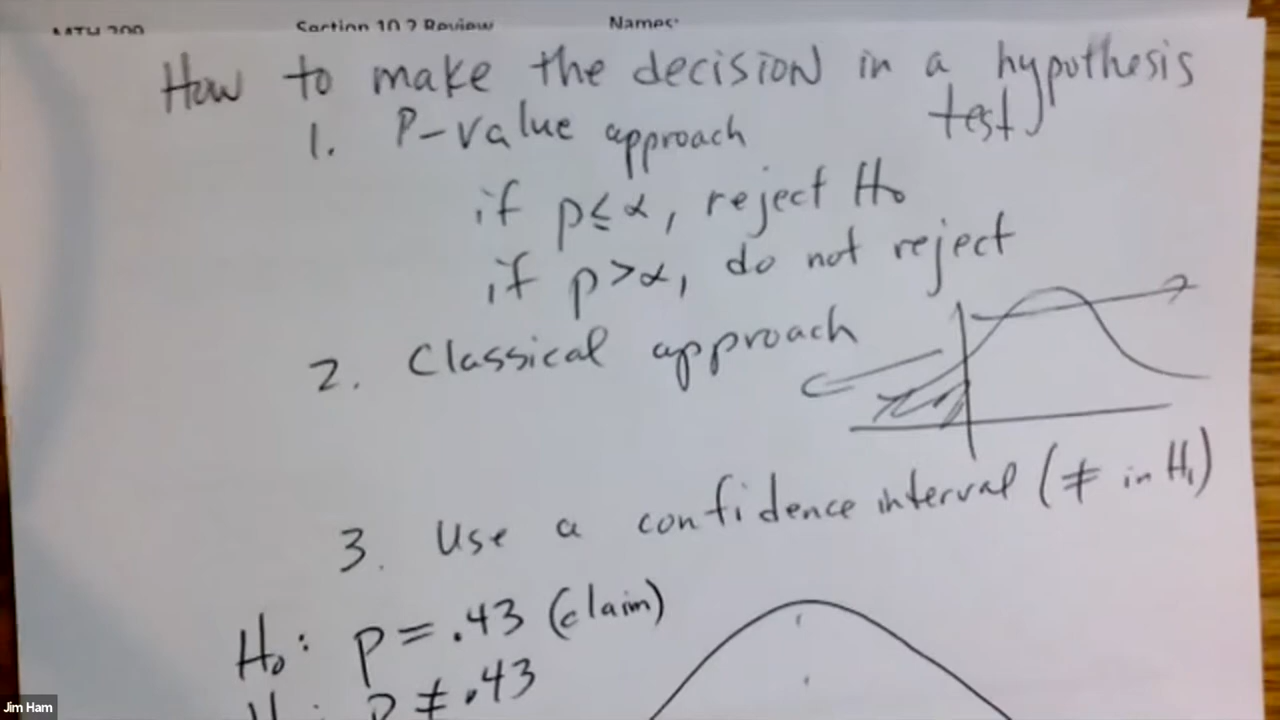 Section 10.2 Review Names:
How to make the decision in a hypothesis test
1. P-value approach
if p≤α, reject H₀
if p>α, do not reject
2. Classical approach
3. Use a confidence interval (≠ in H₁)
H₀: p = .43 (claim)
p ≠ .43
Jim Ham